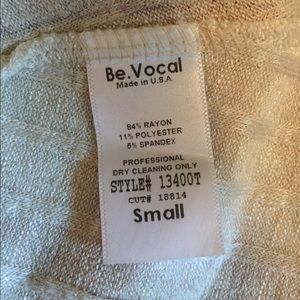 Be.Vocal
Made in U.S.A.
84% RAYON
11% POLYESTER
5% SPANDEX
PROFESSIONAL
DRY CLEANING ONLY
STYLE# 13400T
CUT# 18814
Small